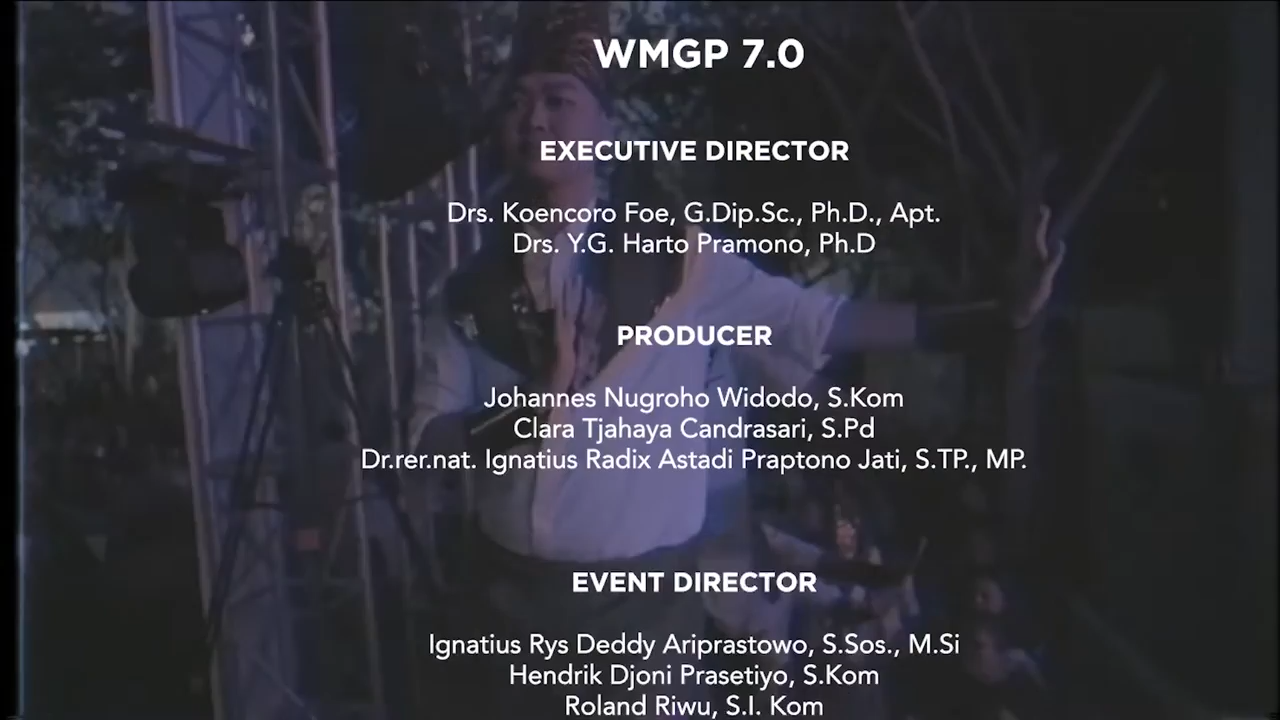 WMGP 7.0
EXECUTIVE DIRECTOR
Drs. Koencoro Foe, G.Dip.Sc., Ph.D., Apt.
Drs. Y.G. Harto Pramono, Ph.D
PRODUCER
Johannes Nugroho Widodo, S.Kom
Clara Tjahaya Candrasari, S.Pd
Dr.rer.nat. Ignatius Radix Astadi Praptono Jati, S.TP., MP.
EVENT DIRECTOR
Ignatius Rys Deddy Ariprastowo, S.Sos., M.Si
Hendrik Djoni Prasetiyo, S.Kom
Roland Riwu, S.I. Kom